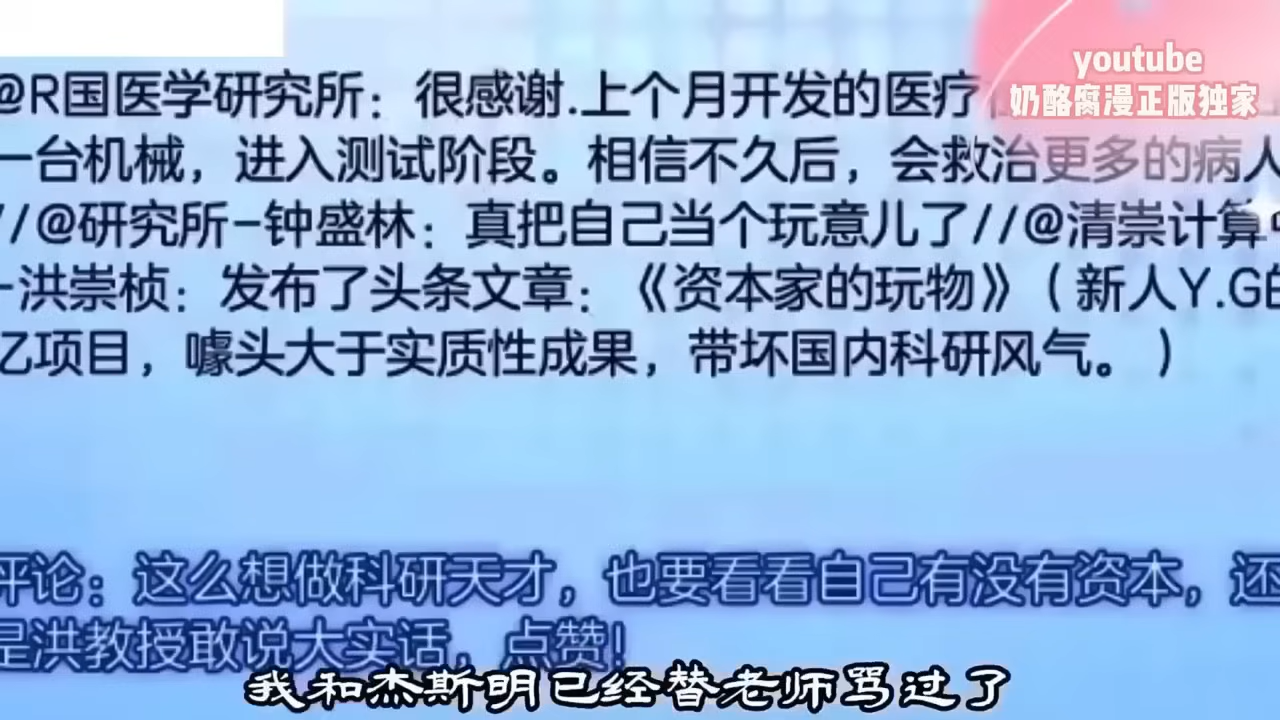 youtube
奶酪腐漫正版独家
@R国医学研究所：很感谢.上个月开发的医疗
一台机械，进入测试阶段。相信不久后，会救治更多的病人
//@研究所-钟盛林：真把自己当个玩意儿了//@清崇计算
-洪崇桢：发布了头条文章：《资本家的玩物》（新人Y.G的
亿项目，噱头大于实质性成果，带坏国内科研风气。）
评论：这么想做科研天才，也要看看自己有没有资本，还
是洪教授敢说大实话，点赞！
我和杰斯明已经替老师骂过了